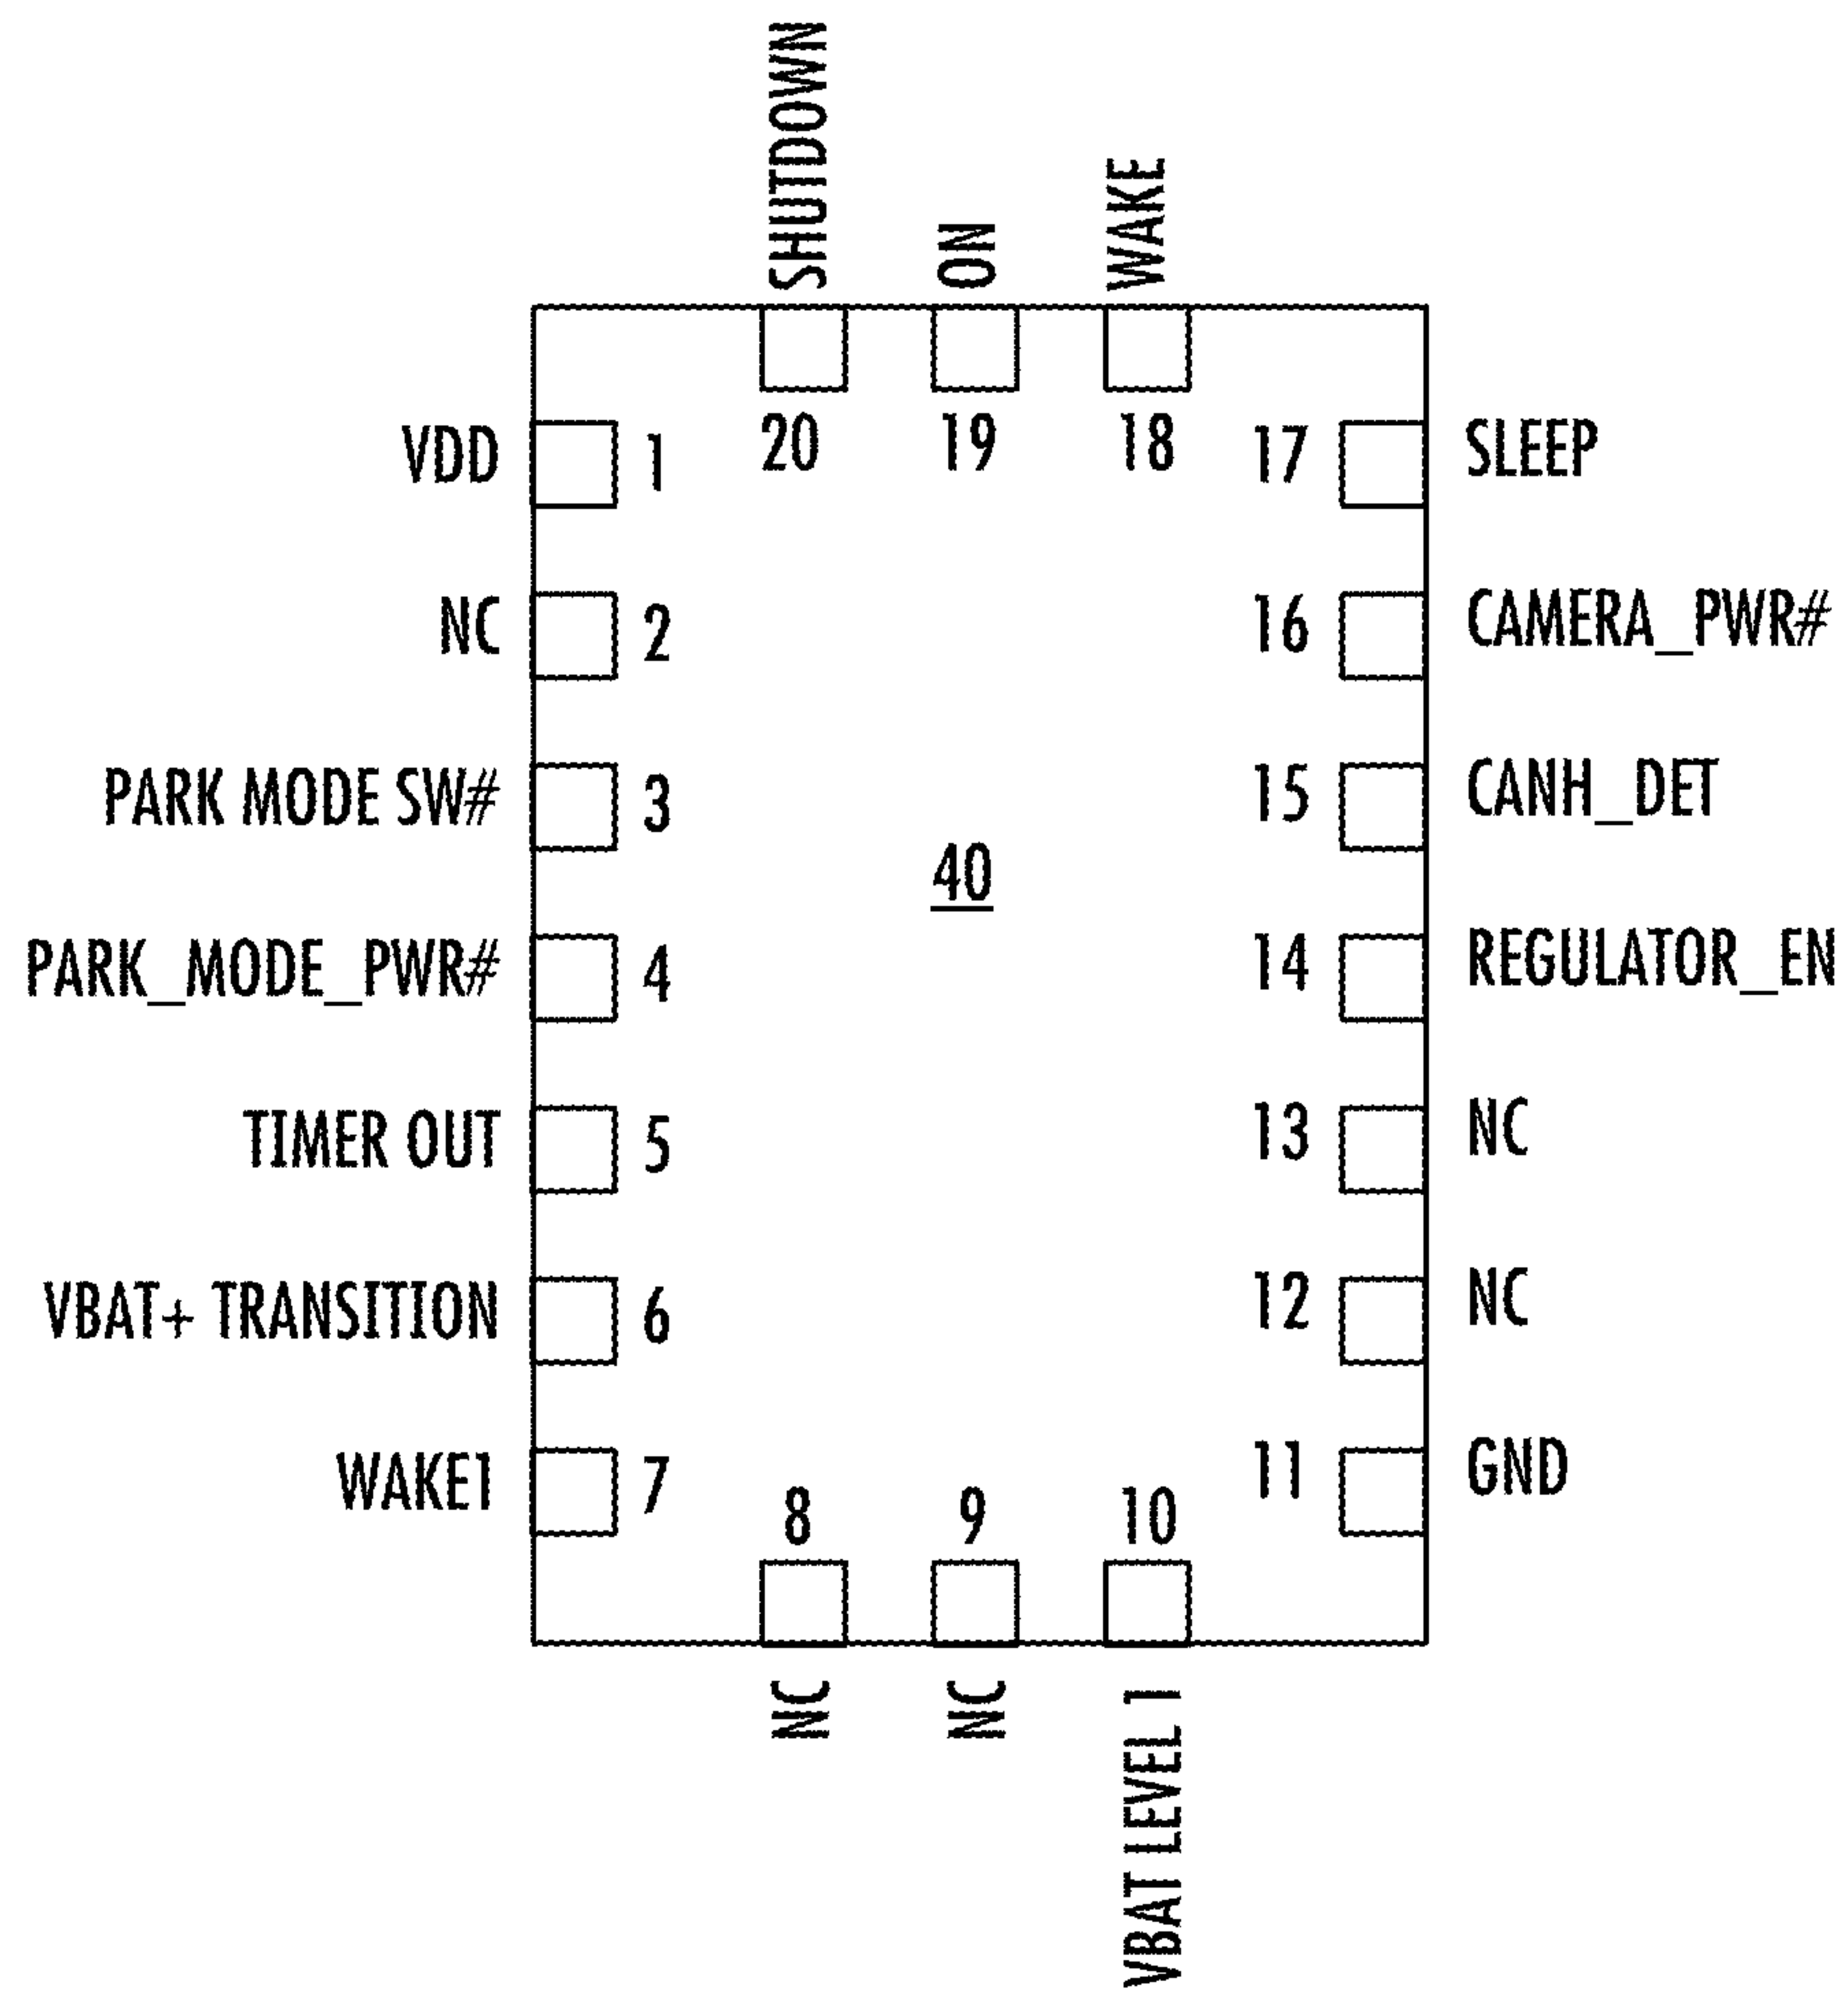 SHUTDOWN
ON
WAKE
20
19
18
VDD
1
17
SLEEP
NC
2
16
CAMERA_PWR#
PARK MODE SW#
3
15
CANH_DET
40
PARK_MODE_PWR#
4
14
REGULATOR_EN
TIMER OUT
5
13
NC
VBAT+ TRANSITION
6
12
NC
WAKE1
7
11
GND
8
9
10
NC
NC
VBAT LEVEL 1